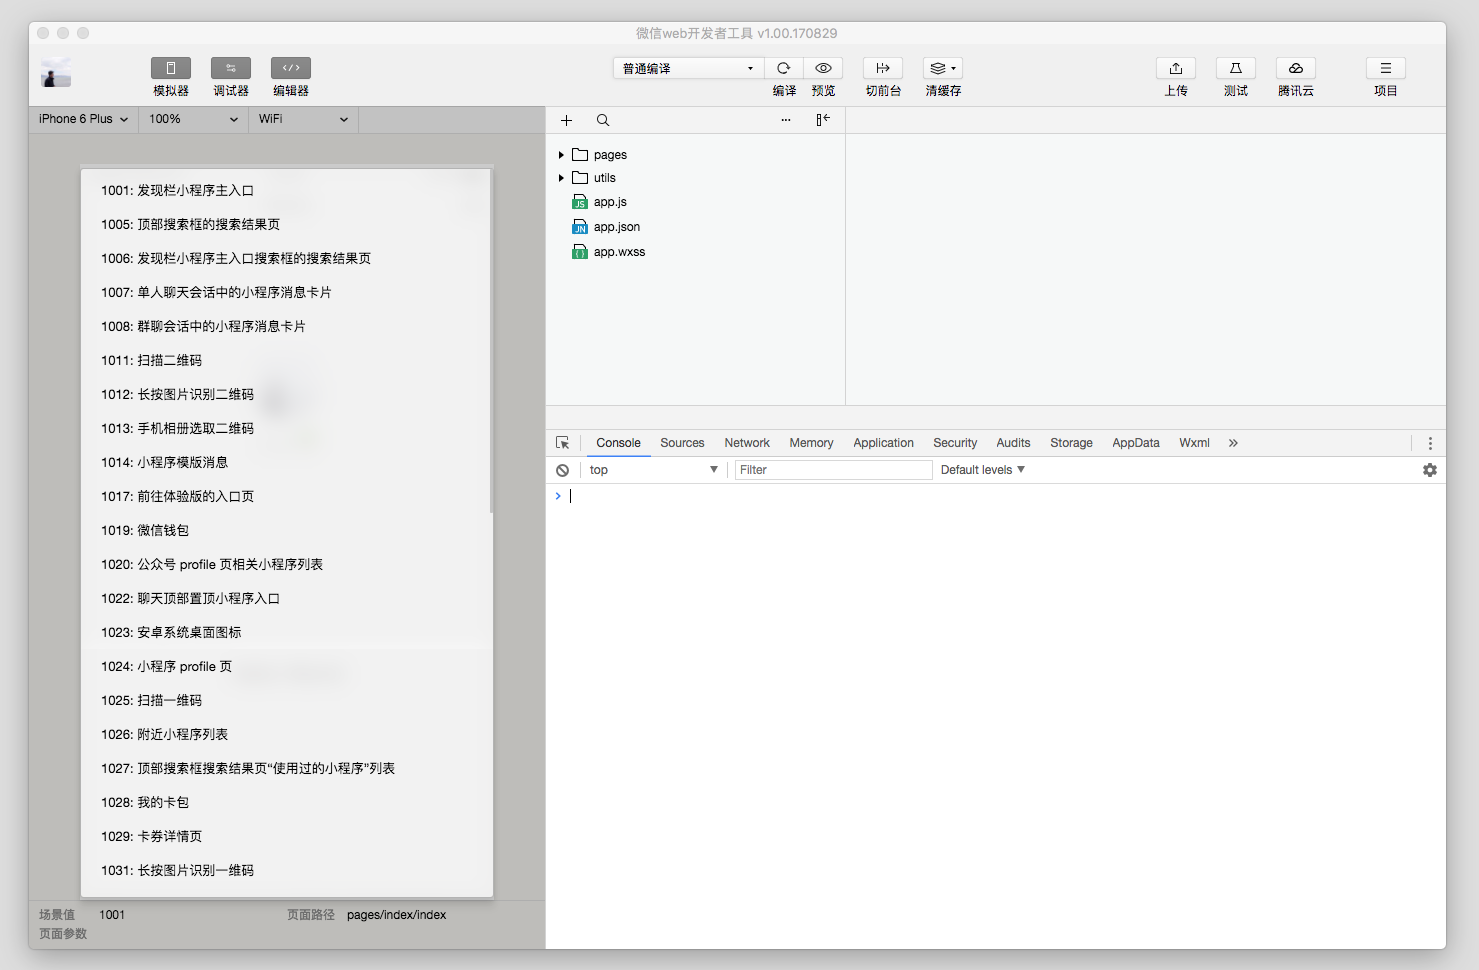 微信web开发者工具 v1.00.170829
模拟器 调试器 编辑器 普通编译 编译 预览 切前台 清缓存 上传 测试 腾讯云 项目
iPhone 6 Plus 100% WiFi
1001: 发现栏小程序主入口
1005: 顶部搜索框的搜索结果页
1006: 发现栏小程序主入口搜索框的搜索结果页
1007: 单人聊天会话中的小程序消息卡片
1008: 群聊会话中的小程序消息卡片
1011: 扫描二维码
1012: 长按图片识别二维码
1013: 手机相册选取二维码
1014: 小程序模版消息
1017: 前往体验版的入口页
1019: 微信钱包
1020: 公众号 profile 页相关小程序列表
1022: 聊天顶部置顶小程序入口
1023: 安卓系统桌面图标
1024: 小程序 profile 页
1025: 扫描一维码
1026: 附近小程序列表
1027: 顶部搜索框搜索结果页“使用过的小程序”列表
1028: 我的卡包
1029: 卡券详情页
1031: 长按图片识别一维码
场景值 1001 页面路径 pages/index/index
页面参数
pages
utils
JS app.js
JN app.json
{ } app.wxss
Console Sources Network Memory Application Security Audits Storage AppData Wxml
top Filter Default levels